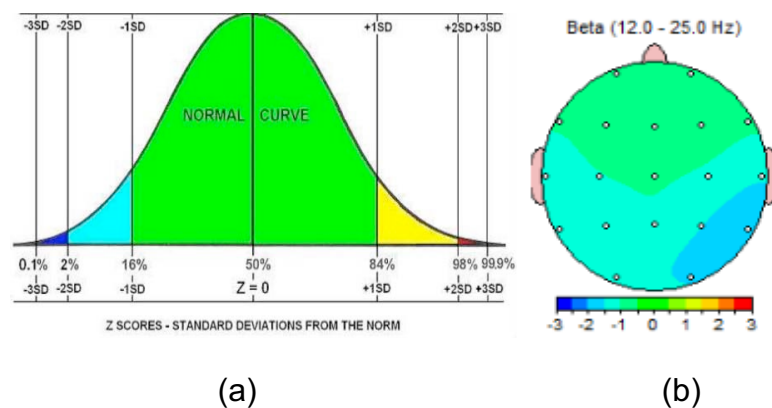 -3SD -2SD -1SD +1SD +2SD +3SD
NORMAL CURVE
0.1% 2% 16% 50% 84% 98% 99.9%
-3SD -2SD -1SD Z = 0 +1SD +2SD +3SD
Z SCORES - STANDARD DEVIATIONS FROM THE NORM
(a)
Beta (12.0 - 25.0 Hz)
-3 -2 -1 0 1 2 3
(b)